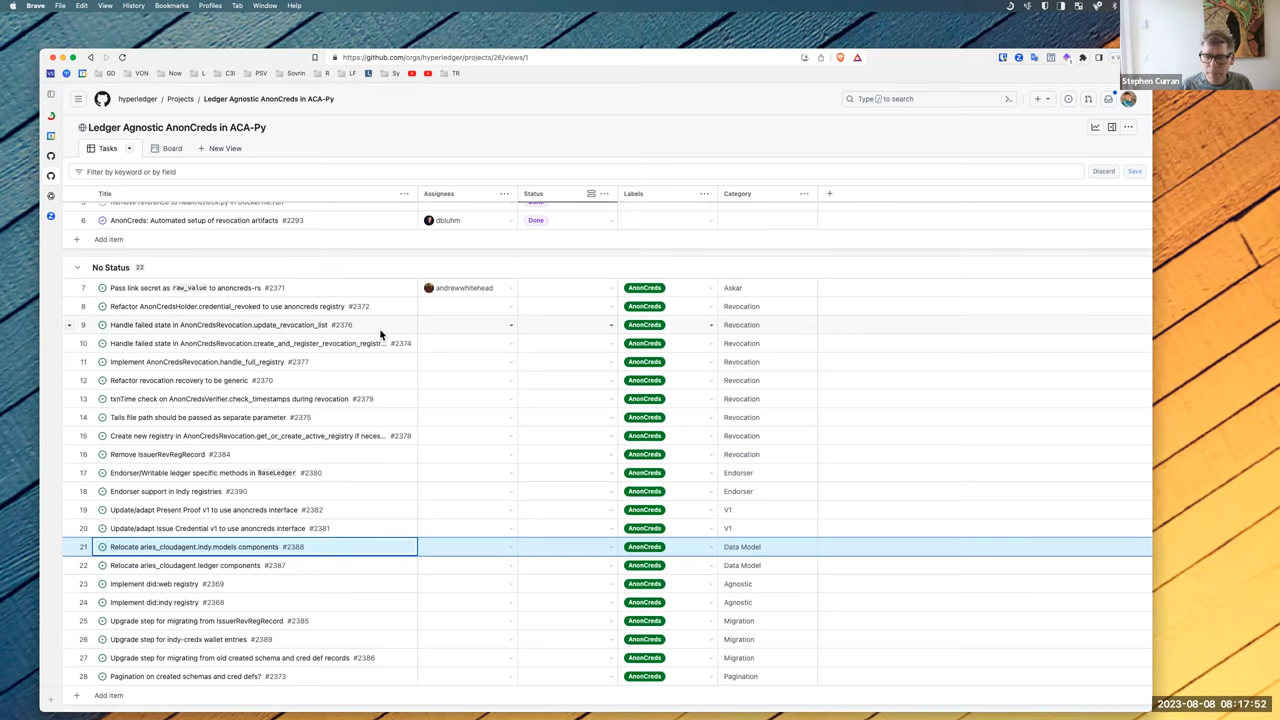 Brave File Edit View History Bookmarks Profiles Tab Window Help
https://github.com/orgs/hyperledger/projects/26/views/1
GD VON Now L C3I PSV Sovrin R LF Sy TR
Stephen Curran
hyperledger / Projects / Ledger Agnostic AnonCreds in ACA-Py
Type / to search
Ledger Agnostic AnonCreds in ACA-Py
Tasks Board + New View
Filter by keyword or by field
Discard Save
Title Assignees Status Labels Category
6 AnonCreds: Automated setup of revocation artifacts #2293 dbluhm Done
+ Add item
No Status 22
7 Pass link secret as raw_value to anoncreds-rs #2371 andrewwhitehead AnonCreds Askar
8 Refactor AnonCredsHolder.credential_revoked to use anoncreds registry #2372 AnonCreds Revocation
9 Handle failed state in AnonCredsRevocation.update_revocation_list #2376 AnonCreds Revocation
10 Handle failed state in AnonCredsRevocation.create_and_register_revocation_registr... #2374 AnonCreds Revocation
11 Implement AnonCredsRevocation.handle_full_registry #2377 AnonCreds Revocation
12 Refactor revocation recovery to be generic #2370 AnonCreds Revocation
13 txnTime check on AnonCredsVerifier.check_timestamps during revocation #2379 AnonCreds Revocation
14 Tails file path should be passed as separate parameter #2375 AnonCreds Revocation
15 Create new registry in AnonCredsRevocation.get_or_create_active_registry if neces... #2378 AnonCreds Revocation
16 Remove IssuerRevRegRecord #2384 AnonCreds Revocation
17 Endorser/Writable ledger specific methods in BaseLedger #2380 AnonCreds Endorser
18 Endorser support in Indy registries #2390 AnonCreds Endorser
19 Update/adapt Present Proof v1 to use anoncreds interface #2382 AnonCreds V1
20 Update/adapt Issue Credential v1 to use anoncreds interface #2381 AnonCreds V1
21 Relocate aries_cloudagent.indy.models components #2388 AnonCreds Data Model
22 Relocate aries_cloudagent.ledger components #2387 AnonCreds Data Model
23 Implement did:web registry #2369 AnonCreds Agnostic
24 Implement did:indy registry #2368 AnonCreds Agnostic
25 Upgrade step for migrating from IssuerRevRegRecord #2385 AnonCreds Migration
26 Upgrade step for indy-credx wallet entries #2389 AnonCreds Migration
27 Upgrade step for migrating from old created schema and cred def records #2386 AnonCreds Migration
28 Pagination on created schemas and cred defs? #2373 AnonCreds Pagination
+ Add item
2023-08-08 08:17:52